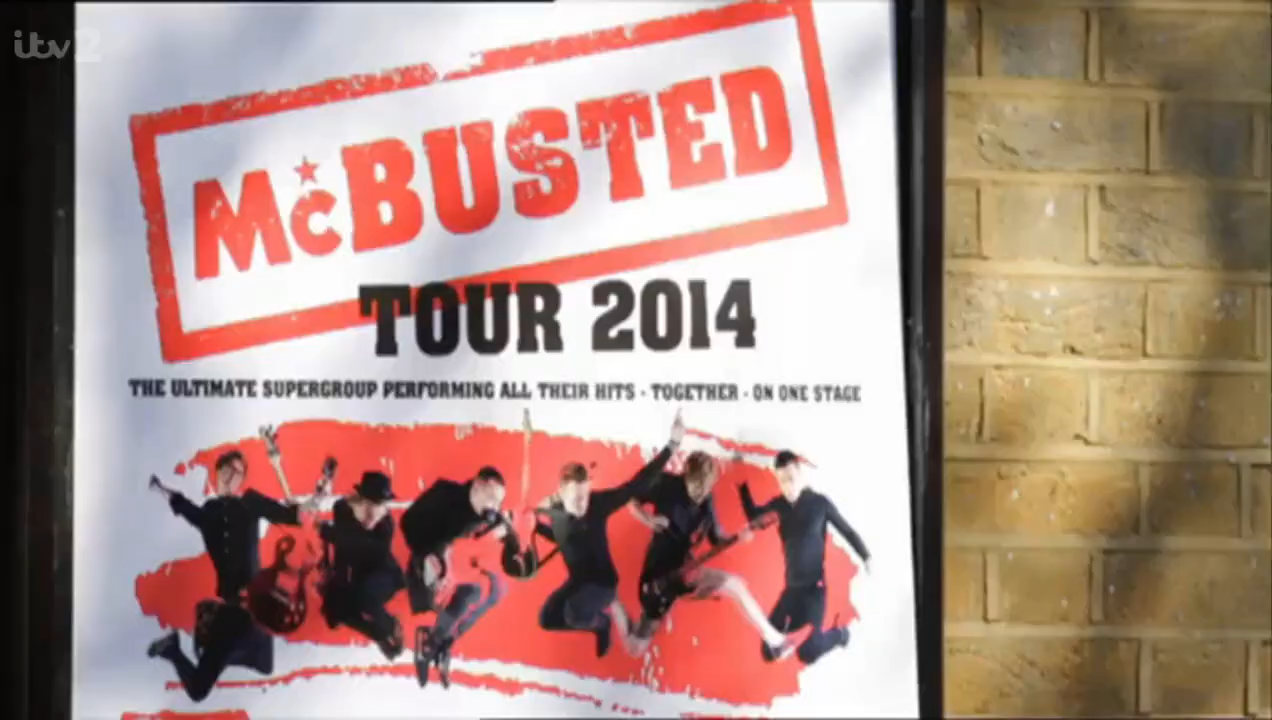 itv2
McBUSTED
TOUR 2014
THE ULTIMATE SUPERGROUP PERFORMING ALL THEIR HITS - TOGETHER - ON ONE STAGE